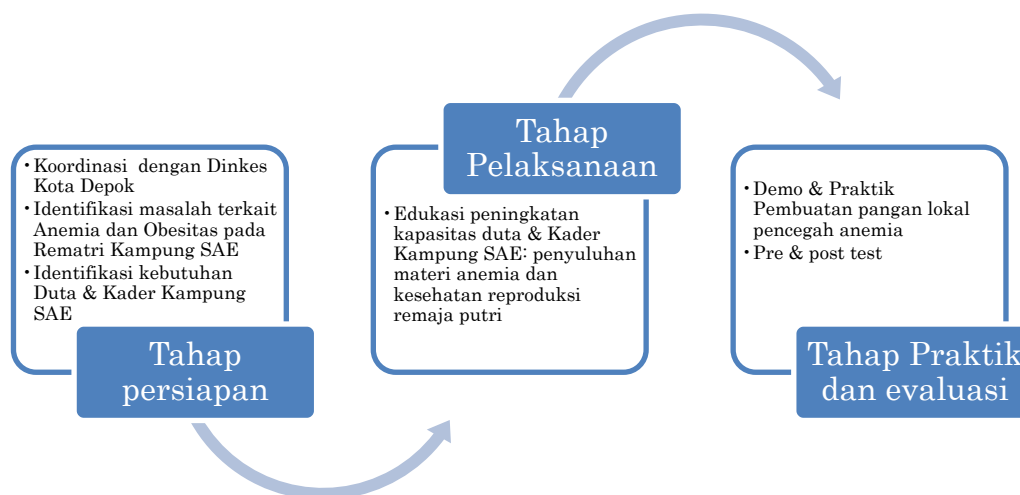 • Koordinasi dengan Dinkes
Kota Depok
• Identifikasi masalah terkait
Anemia dan Obesitas pada
Rematri Kampung SAE
• Identifikasi kebutuhan
Duta & Kader Kampung
SAE
Tahap
persiapan
Tahap
Pelaksanaan
• Edukasi peningkatan
kapasitas duta & Kader
Kampung SAE: penyuluhan
materi anemia dan
kesehatan reproduksi
remaja putri
• Demo & Praktik
Pembuatan pangan lokal
pencegah anemia
• Pre & post test
Tahap Praktik
dan evaluasi